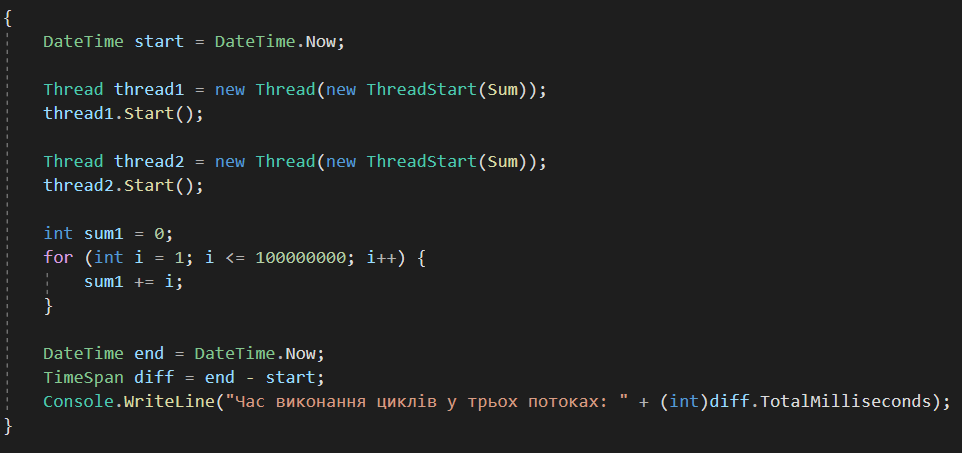 {
DateTime start = DateTime.Now;
Thread thread1 = new Thread(new ThreadStart(Sum));
thread1.Start();
Thread thread2 = new Thread(new ThreadStart(Sum));
thread2.Start();
int sum1 = 0;
for (int i = 1; i <= 100000000; i++) {
sum1 += i;
}
DateTime end = DateTime.Now;
TimeSpan diff = end - start;
Console.WriteLine("Час виконання циклів у трьох потоках: " + (int)diff.TotalMilliseconds);
}